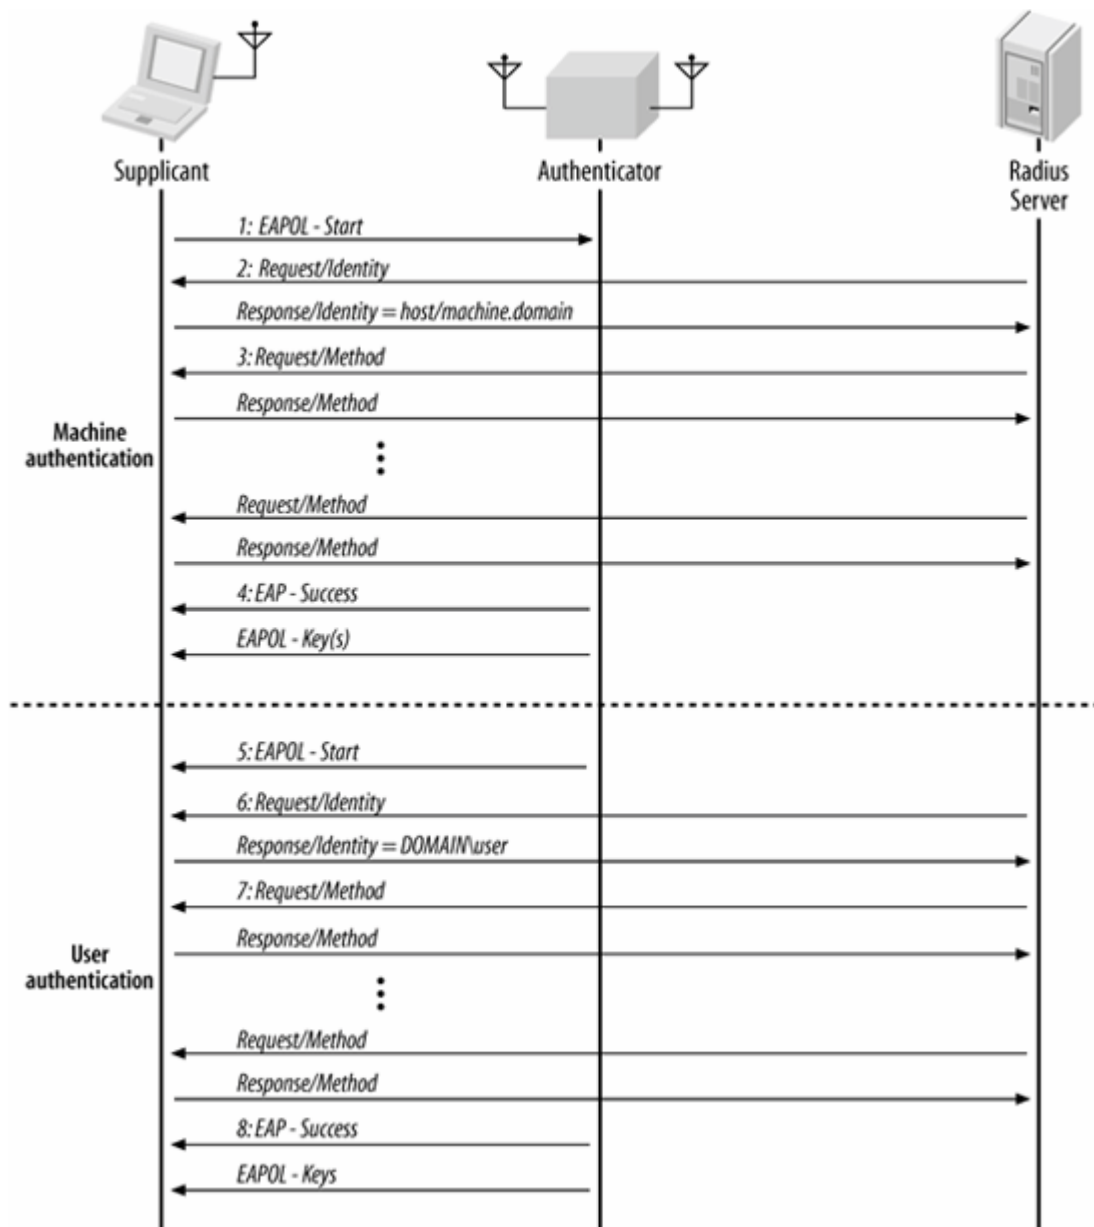 Supplicant
Authenticator
Radius
Server
1: EAPOL - Start
2: Request/Identity
Response/Identity = host/machine.domain
3: Request/Method
Response/Method
Machine
authentication
Request/Method
Response/Method
4: EAP - Success
EAPOL - Key(s)
5: EAPOL - Start
6: Request/Identity
Response/Identity = DOMAIN\user
7: Request/Method
Response/Method
User
authentication
Request/Method
Response/Method
8: EAP - Success
EAPOL - Keys